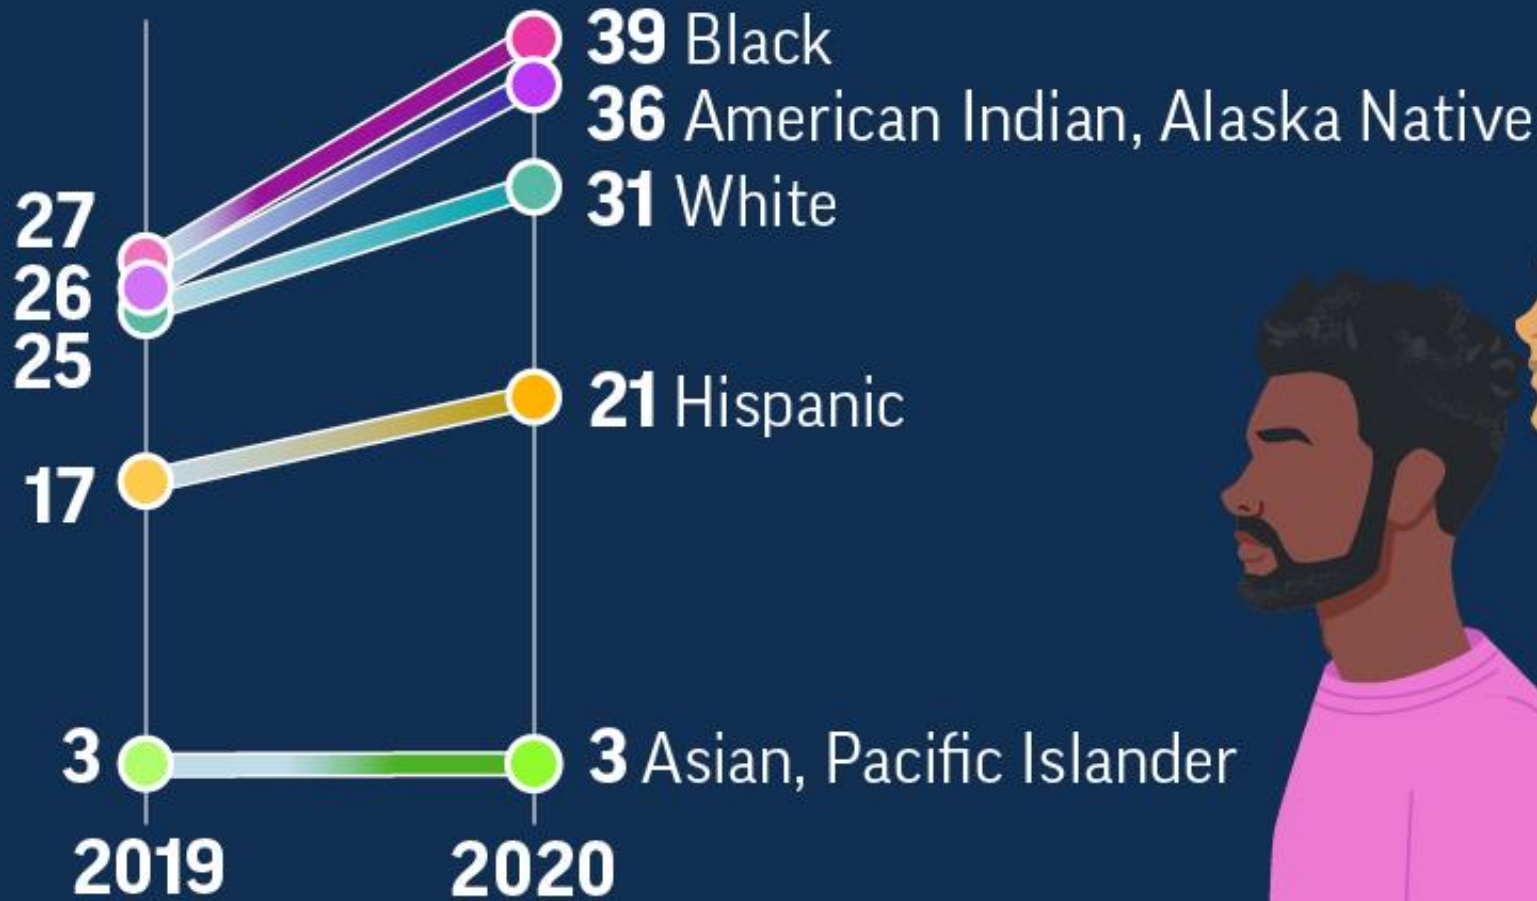 39 Black
36 American Indian, Alaska Native
31 White
27
26
25
21 Hispanic
17
3
3 Asian, Pacific Islander
2019
2020